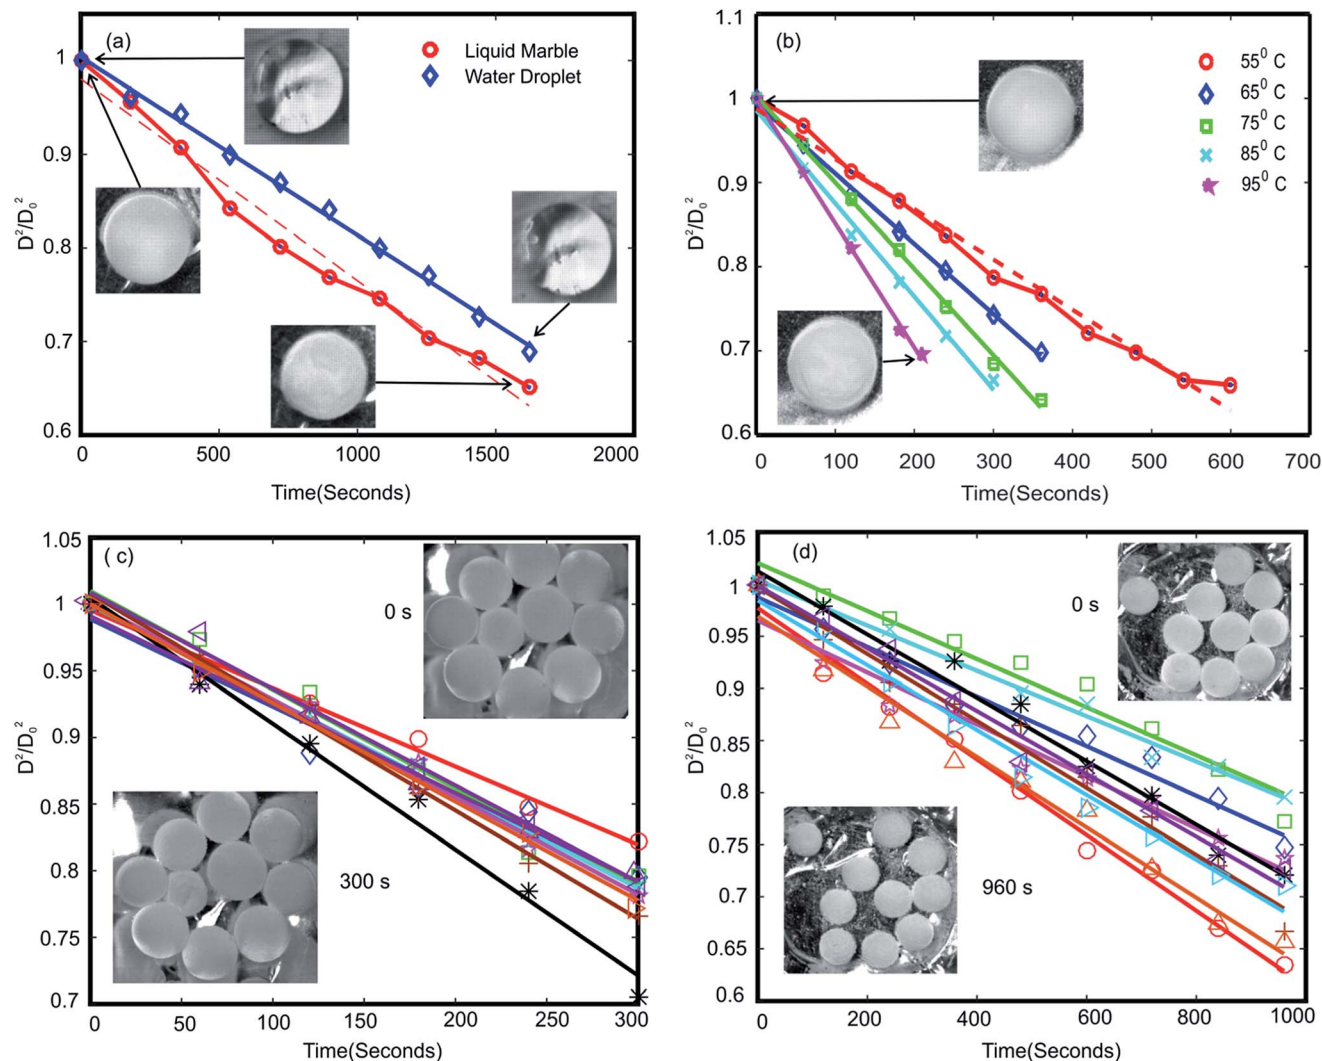 (a)
Liquid Marble
Water Droplet
D²/D₀²
1
0.9
0.8
0.7
0.6
0 500 1000 1500 2000
Time(Seconds)
(b)
55⁰ C
65⁰ C
75⁰ C
85⁰ C
95⁰ C
D²/D₀²
1.1
1
0.9
0.8
0.7
0.6
0 100 200 300 400 500 600 700
Time(Seconds)
( c)
0 s
300 s
D²/D₀²
1.05
1
0.95
0.9
0.85
0.8
0.75
0.7
0 50 100 150 200 250 300
Time(Seconds)
(d)
0 s
960 s
D²/D₀²
1.05
1
0.95
0.9
0.85
0.8
0.75
0.7
0.65
0.6
0 200 400 600 800 1000
Time(Seconds)